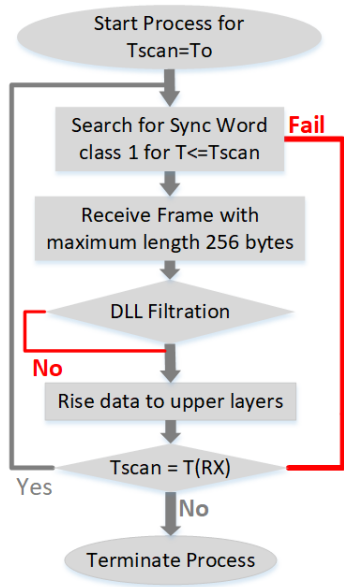 Start Process for
Tscan=To
Search for Sync Word
class 1 for T<=Tscan
Fail
Receive Frame with
maximum length 256 bytes
DLL Filtration
No
Rise data to upper layers
Tscan = T(RX)
Yes
No
Terminate Process